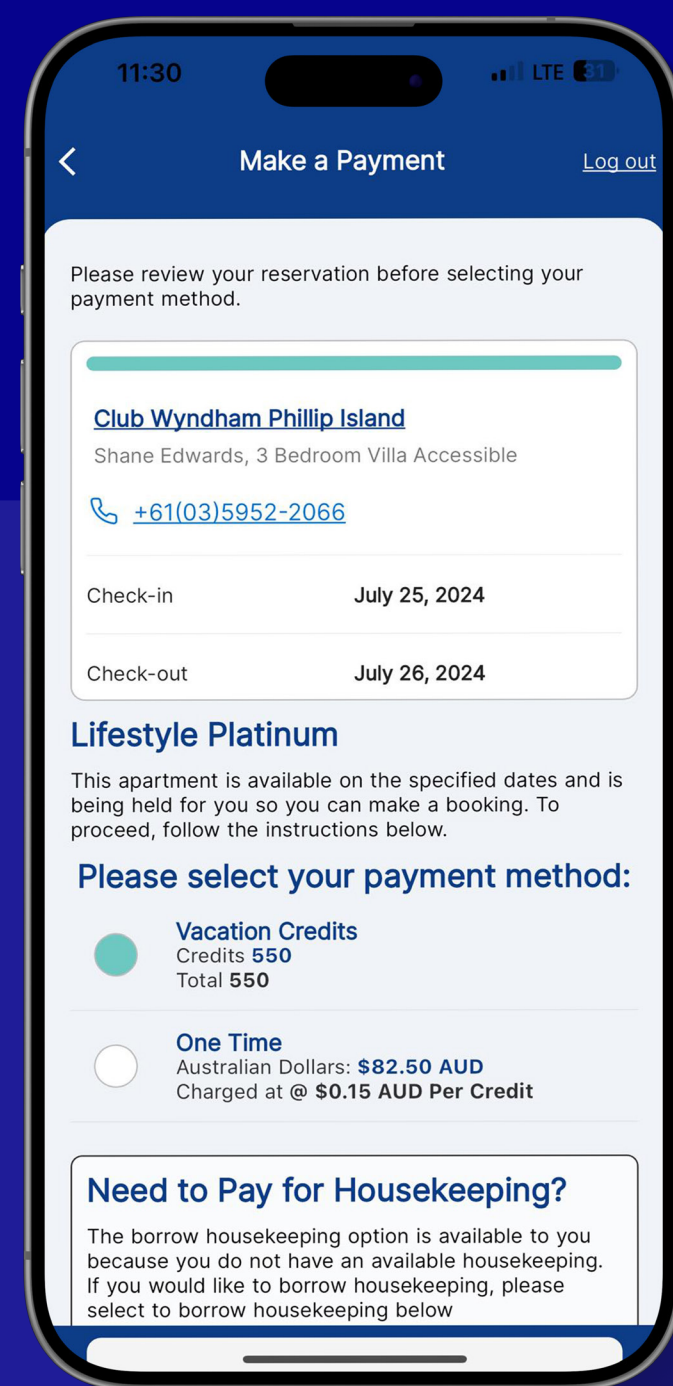 11:30
LTE 31
Make a Payment
Log out
Please review your reservation before selecting your
payment method.
Club Wyndham Phillip Island
Shane Edwards, 3 Bedroom Villa Accessible
+61(03)5952-2066
Check-in July 25, 2024
Check-out July 26, 2024
Lifestyle Platinum
This apartment is available on the specified dates and is
being held for you so you can make a booking. To
proceed, follow the instructions below.
Please select your payment method:
Vacation Credits
Credits 550
Total 550
One Time
Australian Dollars: $82.50 AUD
Charged at @ $0.15 AUD Per Credit
Need to Pay for Housekeeping?
The borrow housekeeping option is available to you
because you do not have an available housekeeping.
If you would like to borrow housekeeping, please
select to borrow housekeeping below